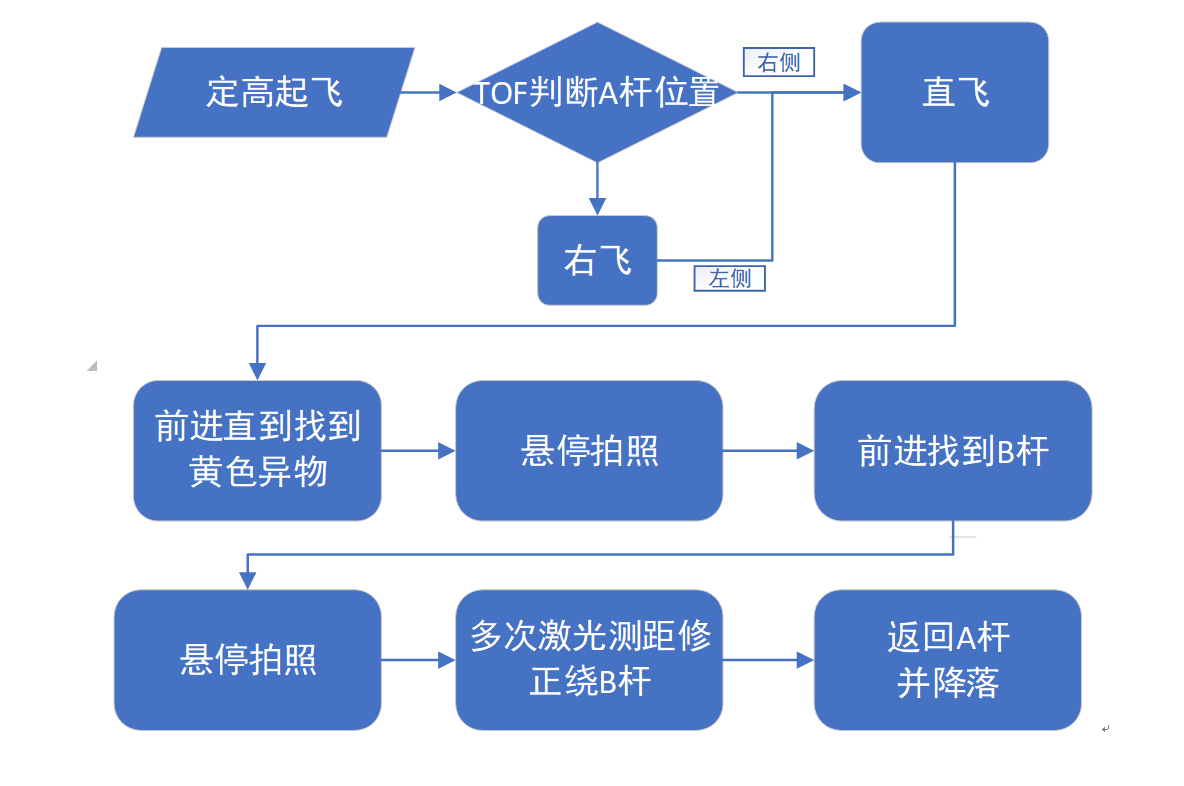 定高起飞
TOF判断A杆位置
右侧
直飞
右飞
左侧
前进直到找到
黄色异物
悬停拍照
前进找到B杆
悬停拍照
多次激光测距修
正绕B杆
返回A杆
并降落